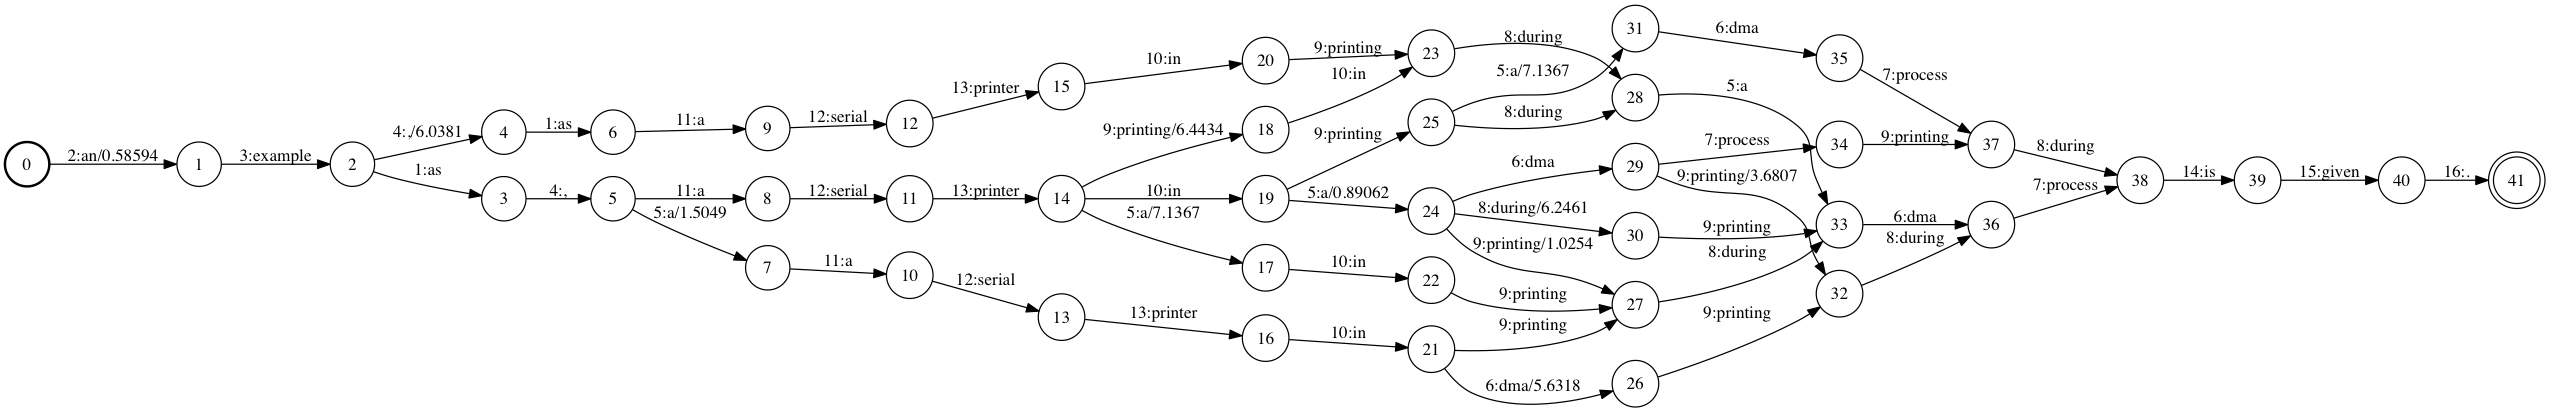 0 2:an/0.58594 1 3:example 2
4:,/6.0381 4 1:as 6 11:a 9 12:serial 12 13:printer 15 10:in 20 9:printing 23 8:during 28 5:a 33
1:as 3 4:, 5 11:a 8 12:serial 11 13:printer 14 10:in 19 9:printing 25 5:a/7.1367 31 6:dma 35 7:process 37 8:during 38 14:is 39 15:given 40 16:. 41
9:printing/6.4434 18 10:in
8:during
5:a/0.89062 24 6:dma 29 7:process 34 9:printing
9:printing/3.6807
8:during/6.2461 30 9:printing
9:printing/1.0254
5:a/7.1367 17 10:in 22 9:printing 27 8:during
6:dma 36 7:process
5:a/1.5049 7 11:a 10 12:serial 13 13:printer 16 10:in 21 9:printing
6:dma/5.6318 26 9:printing 32 8:during